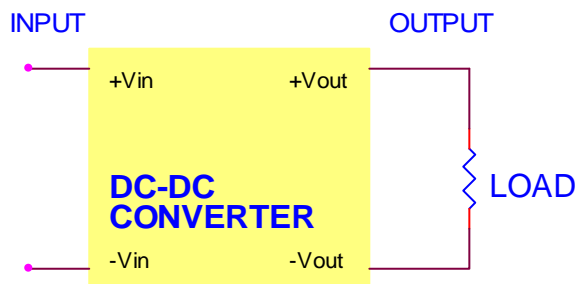 INPUT
OUTPUT
+Vin
+Vout
DC-DC
CONVERTER
LOAD
-Vin
-Vout